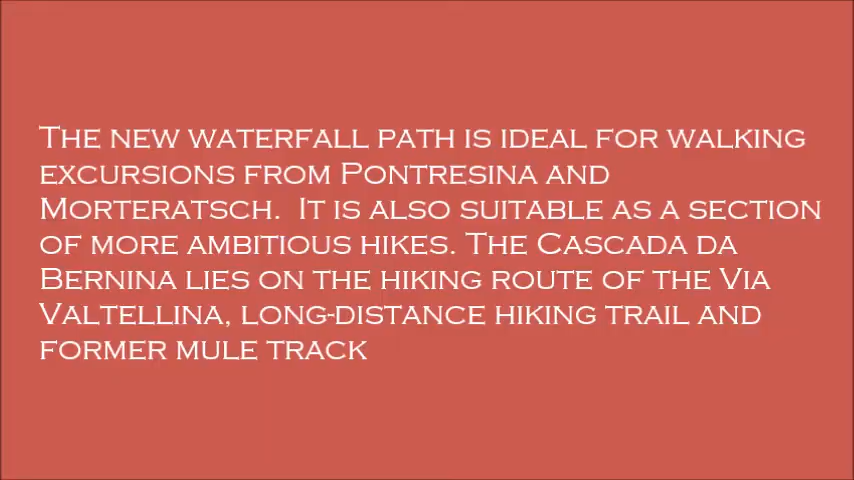 The new waterfall path is ideal for walking
excursions from Pontresina and
Morteratsch.  It is also suitable as a section
of more ambitious hikes. The Cascada da
Bernina lies on the hiking route of the Via
Valtellina, long-distance hiking trail and
former mule track